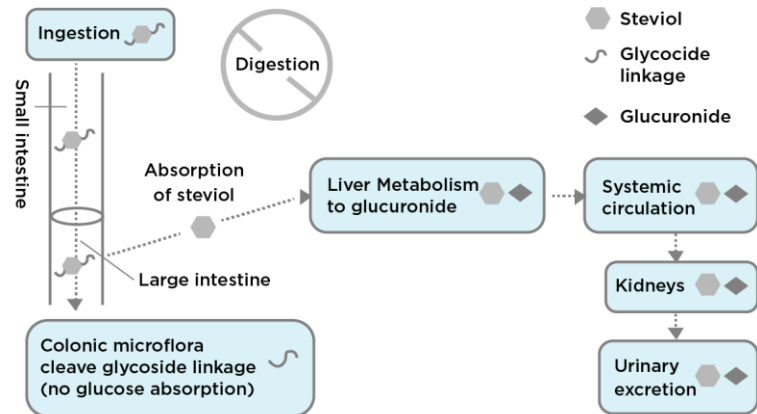 Ingestion
Small intestine
Digestion
Steviol
Glycocide
linkage
Glucuronide
Absorption
of steviol
Liver Metabolism
to glucuronide
Systemic
circulation
Large intestine
Kidneys
Colonic microflora
cleave glycoside linkage
(no glucose absorption)
Urinary
excretion